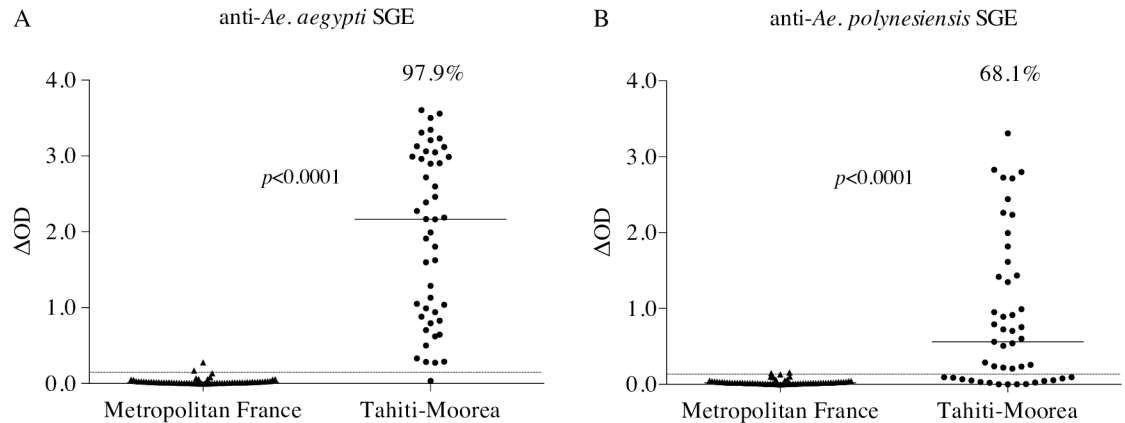 A
anti-Ae. aegypti SGE
97.9%
4.0
3.0
2.0
1.0
0.0
ΔOD
p<0.0001
Metropolitan France
Tahiti-Moorea
B
anti-Ae. polynesiensis SGE
68.1%
4.0
3.0
2.0
1.0
0.0
ΔOD
p<0.0001
Metropolitan France
Tahiti-Moorea